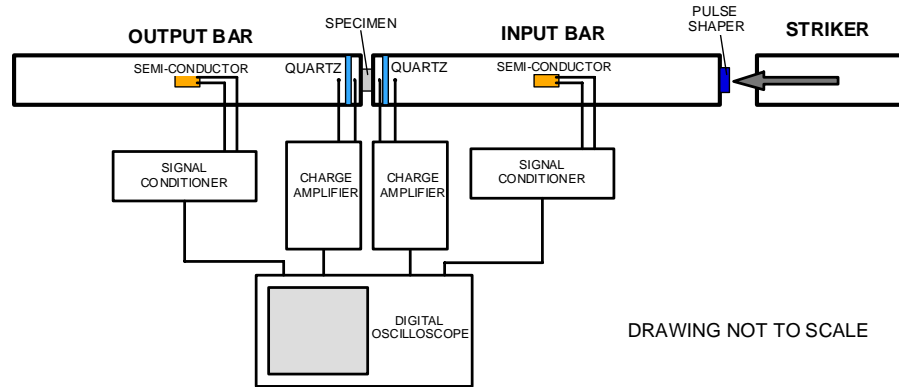 SPECIMEN
PULSE
SHAPER
OUTPUT BAR
INPUT BAR
STRIKER
SEMI-CONDUCTOR
QUARTZ
QUARTZ
SEMI-CONDUCTOR
SIGNAL
CONDITIONER
CHARGE
AMPLIFIER
CHARGE
AMPLIFIER
SIGNAL
CONDITIONER
DIGITAL
OSCILLOSCOPE
DRAWING NOT TO SCALE